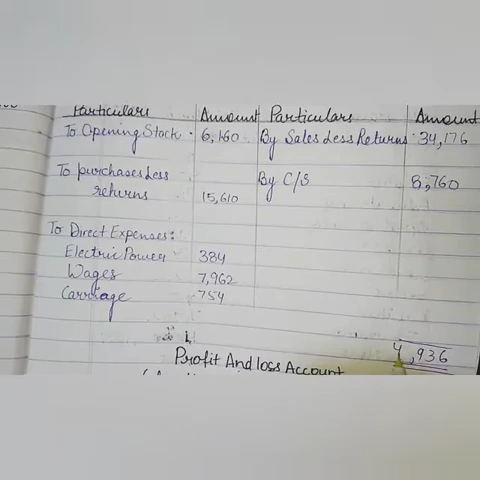 Particulars Amount Particulars Amount
To Opening Stock 6,160 By Sales Less Returns 34,176
To purchases Less By C/S 8,760
returns 15,610
To Direct Expenses:
Electric Power 384
Wages 7,962
Carriage 754
4,936
Profit And loss Account